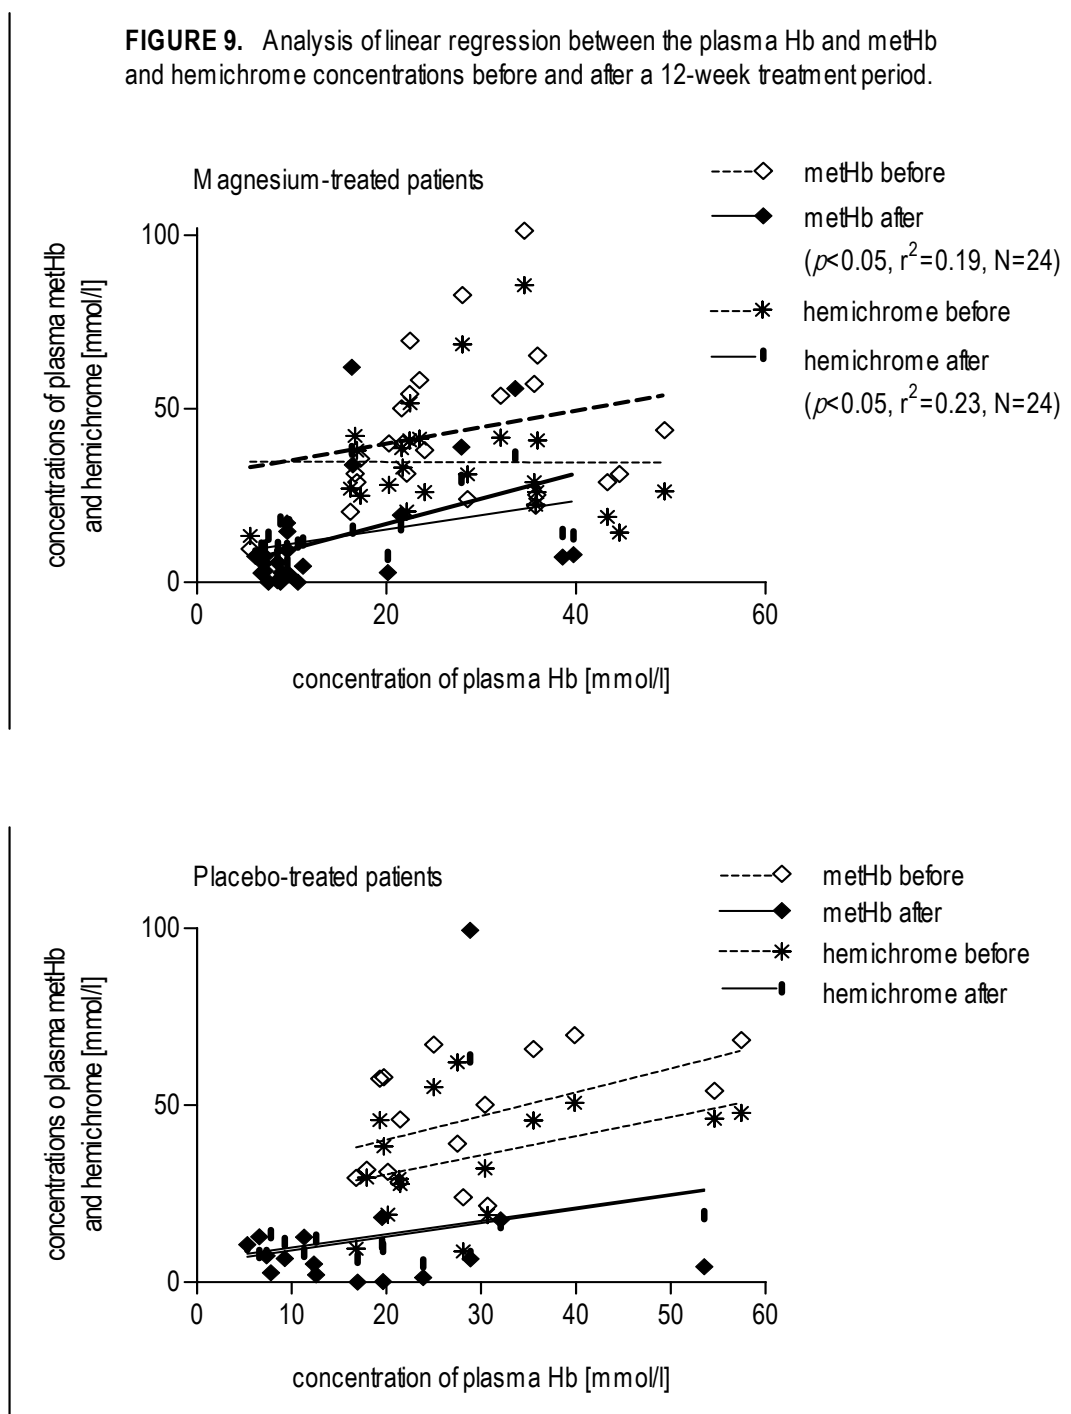 FIGURE 9. Analysis of linear regression between the plasma Hb and metHb
and hemichrome concentrations before and after a 12-week treatment period.
Magnesium-treated patients
metHb before
metHb after
(p<0.05, r²=0.19, N=24)
hemichrome before
hemichrome after
(p<0.05, r²=0.23, N=24)
concentrations of plasma metHb
and hemichrome [mmol/l]
100
50
0
0 20 40 60
concentration of plasma Hb [mmol/l]
Placebo-treated patients
metHb before
metHb after
hemichrome before
hemichrome after
concentrations o plasma metHb
and hemichrome [mmol/l]
100
50
0
0 10 20 30 40 50 60
concentration of plasma Hb [mmol/l]